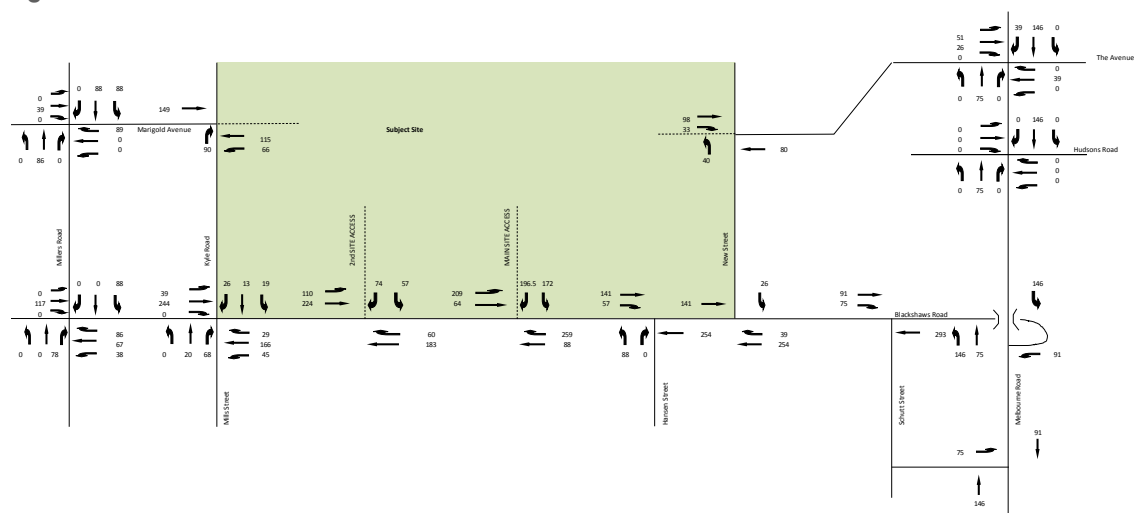 39 146 0
51
26
0
The Avenue
0
39
0
0 75 0
0 88 88
0
39
0
149
Marigold Avenue
89
0
0
0 86 0
90
115
66
Subject Site
98
33
40
80
0 146 0
0
0
0
Hudsons Road
0
0
0
0 75 0
Millers Road
Kyle Road
2nd SITE ACCESS
MAIN SITE ACCESS
New Street
0 0 88
0
117
0
39
244
0
26 13 19
110
224
74 57
209
64
196.5 172
141
57
141
26
91
75
146
Blackshaws Road
86
67
38
0 0 78
0 20 68
29
166
45
60
183
259
88
88 0
254
39
254
293
146 75
91
Mills Street
Hansen Street
Schutt Street
Melbourne Road
75
91
146